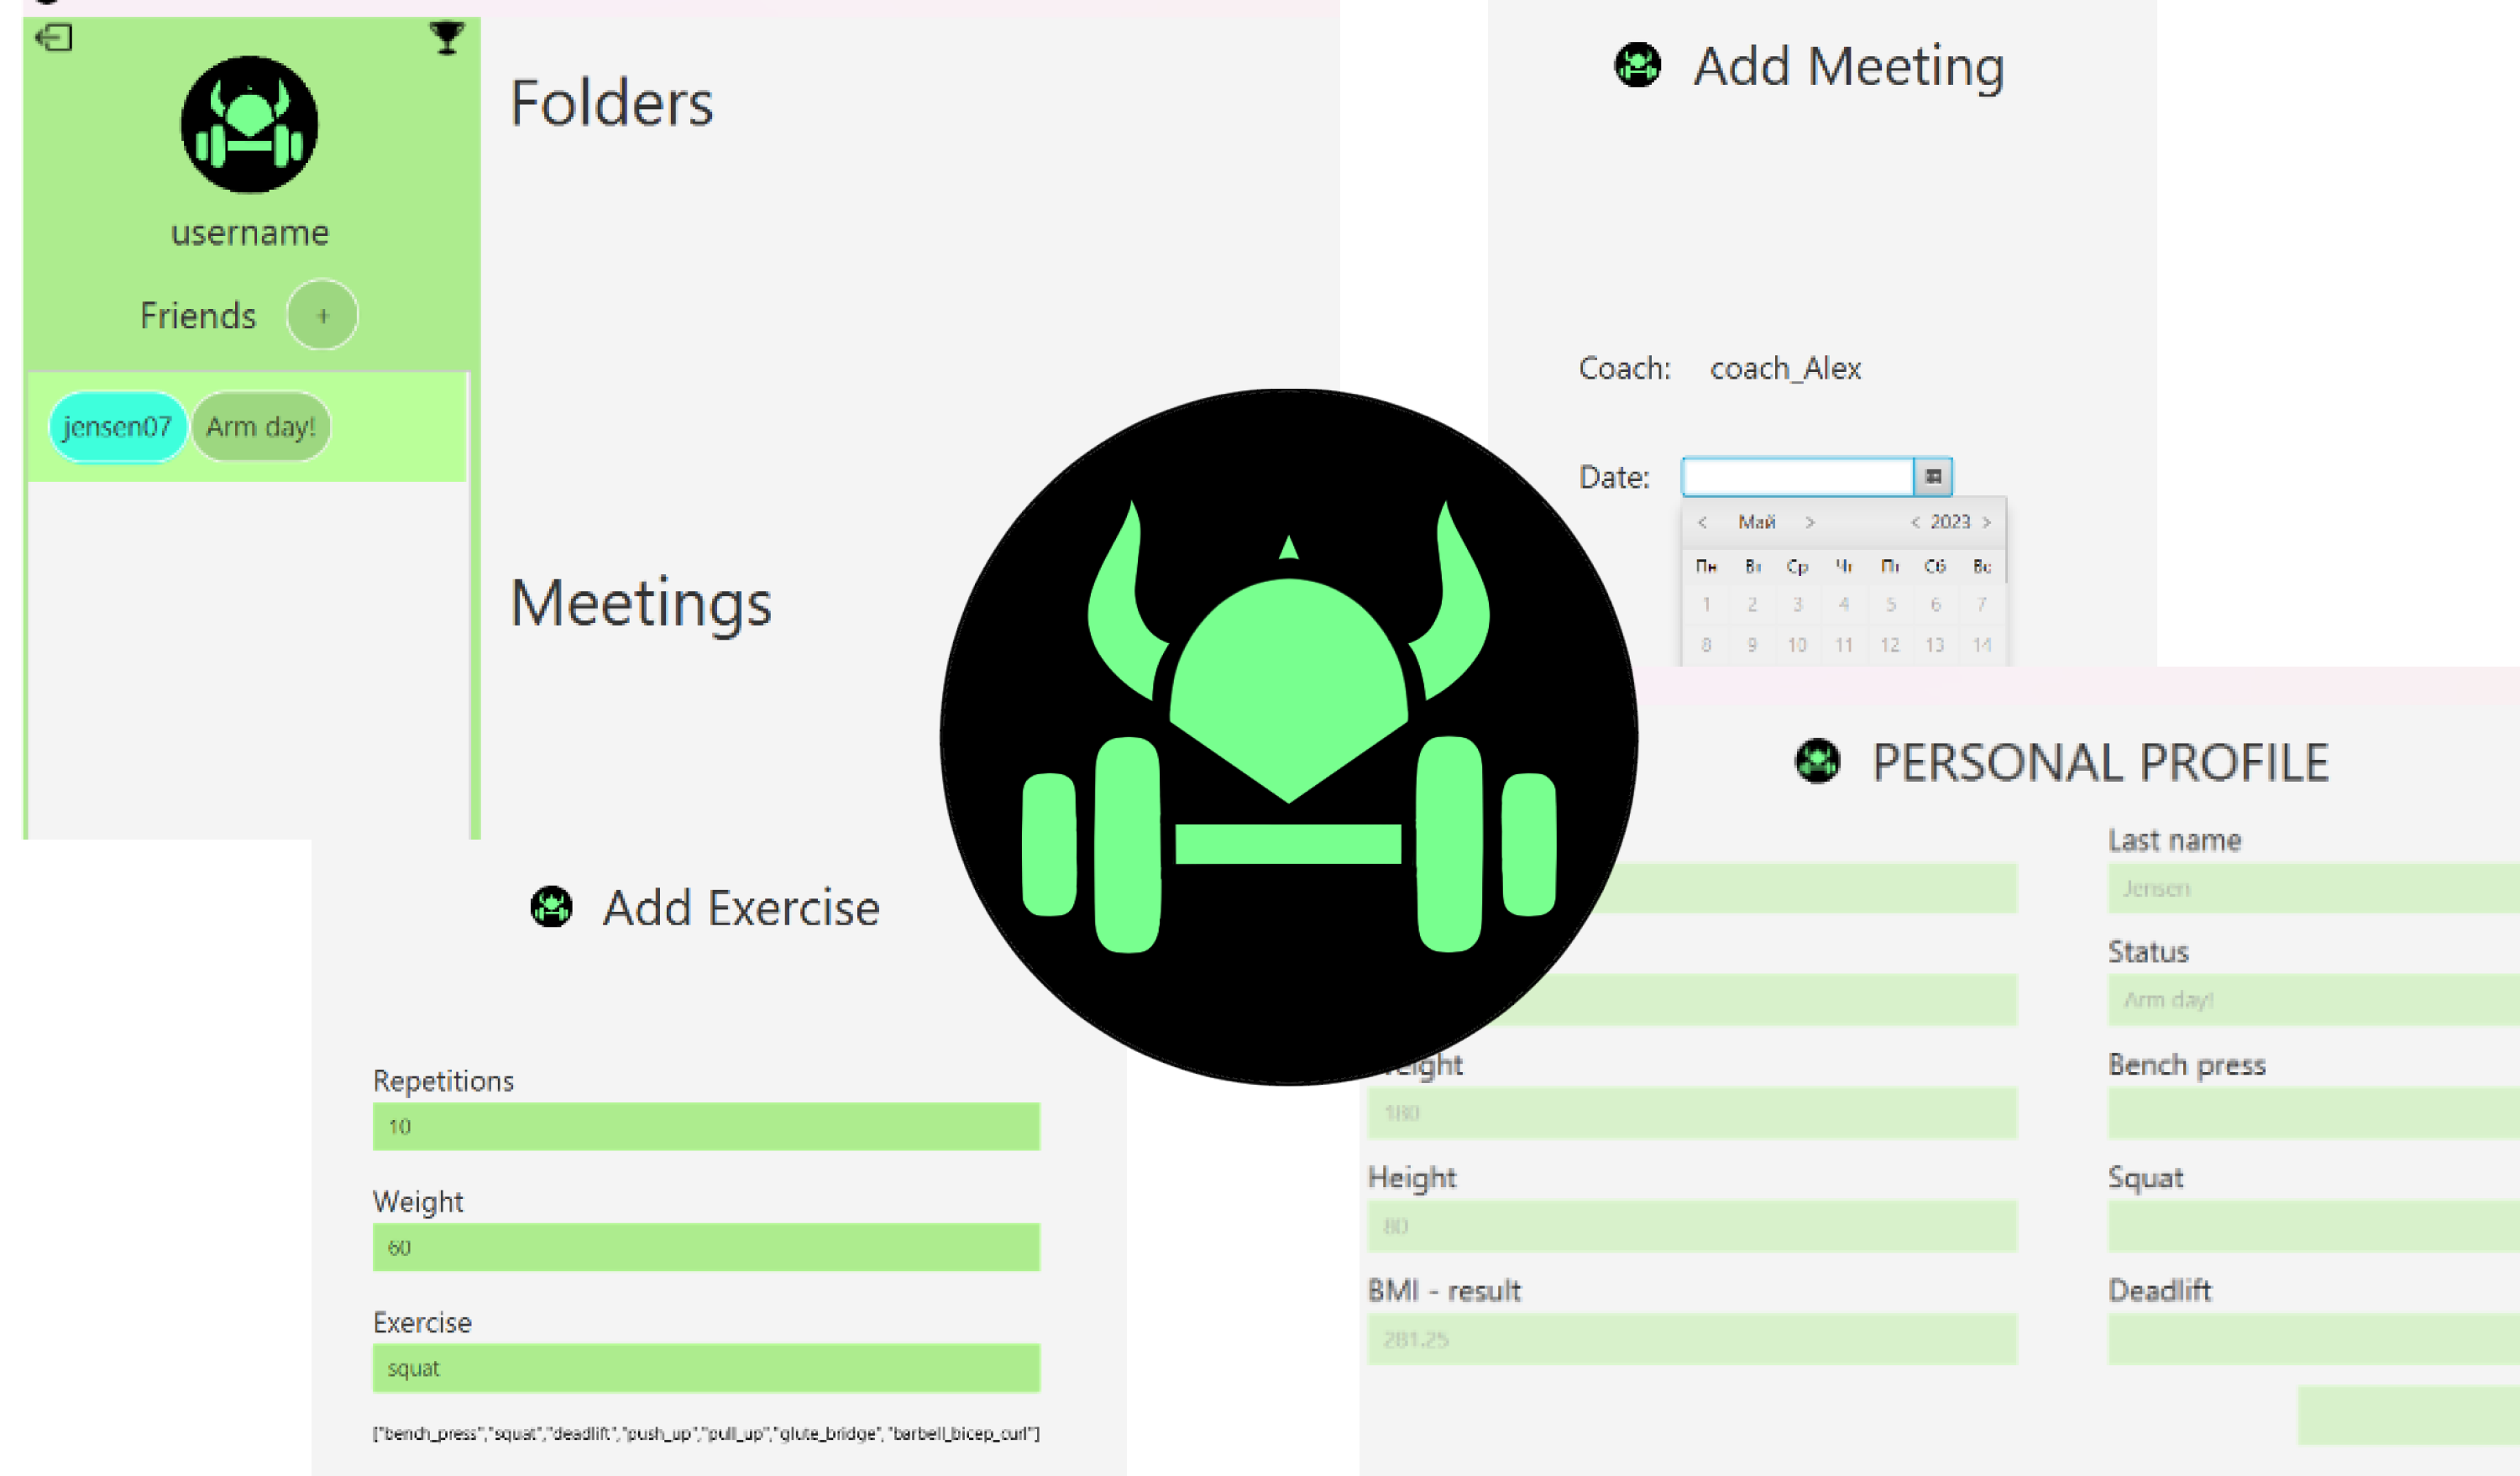 Folders
username
Friends +
jensen07 Arm day!
Meetings
Add Meeting
Coach: coach_Alex
Date:
< Май > < 2023 >
Пн Вт Ср Чт Пт Сб Вс
1 2 3 4 5 6 7
8 9 10 11 12 13 14
Add Exercise
Repetitions
10
Weight
60
Exercise
squat
["bench_press","squat","deadlift","push_up","pull_up","glute_bridge","barbell_bicep_curl"]
PERSONAL PROFILE
Last name
Jensen
Status
Arm day!
Bench press
180
Height
Squat
80
BMI - result
Deadlift
281.25